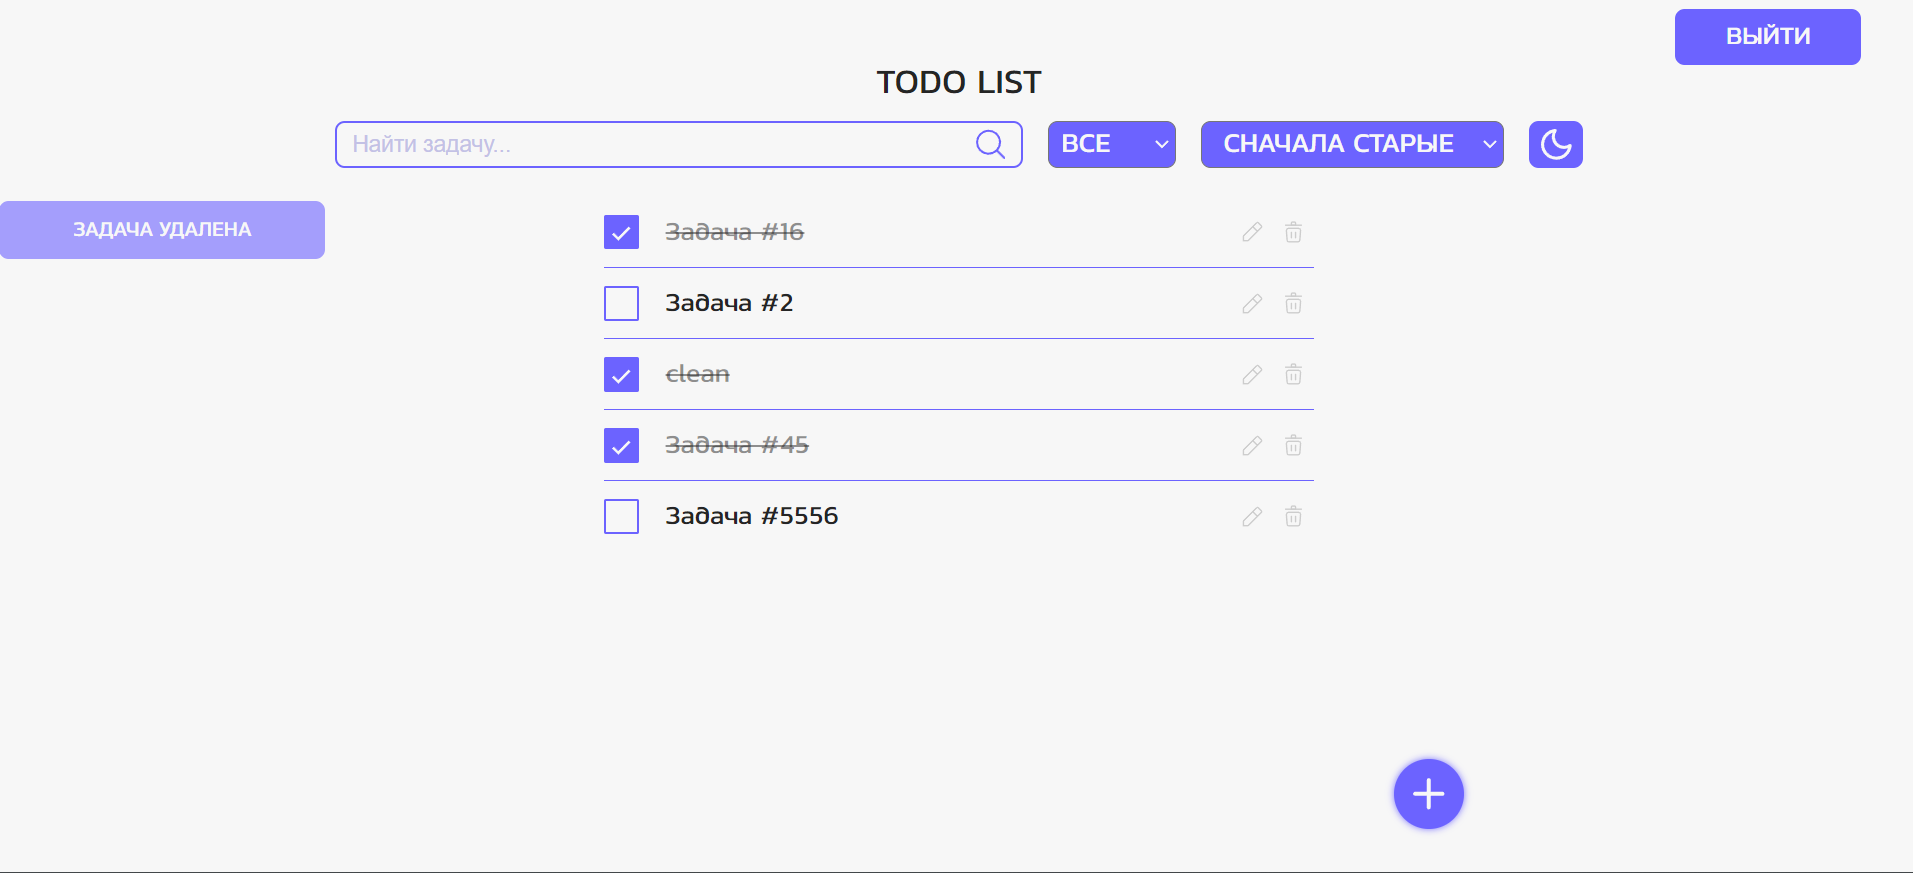 ВЫЙТИ
TODO LIST
Найти задачу...
ВСЕ
СНАЧАЛА СТАРЫЕ
ЗАДАЧА УДАЛЕНА
Задача #16
Задача #2
clean
Задача #45
Задача #5556